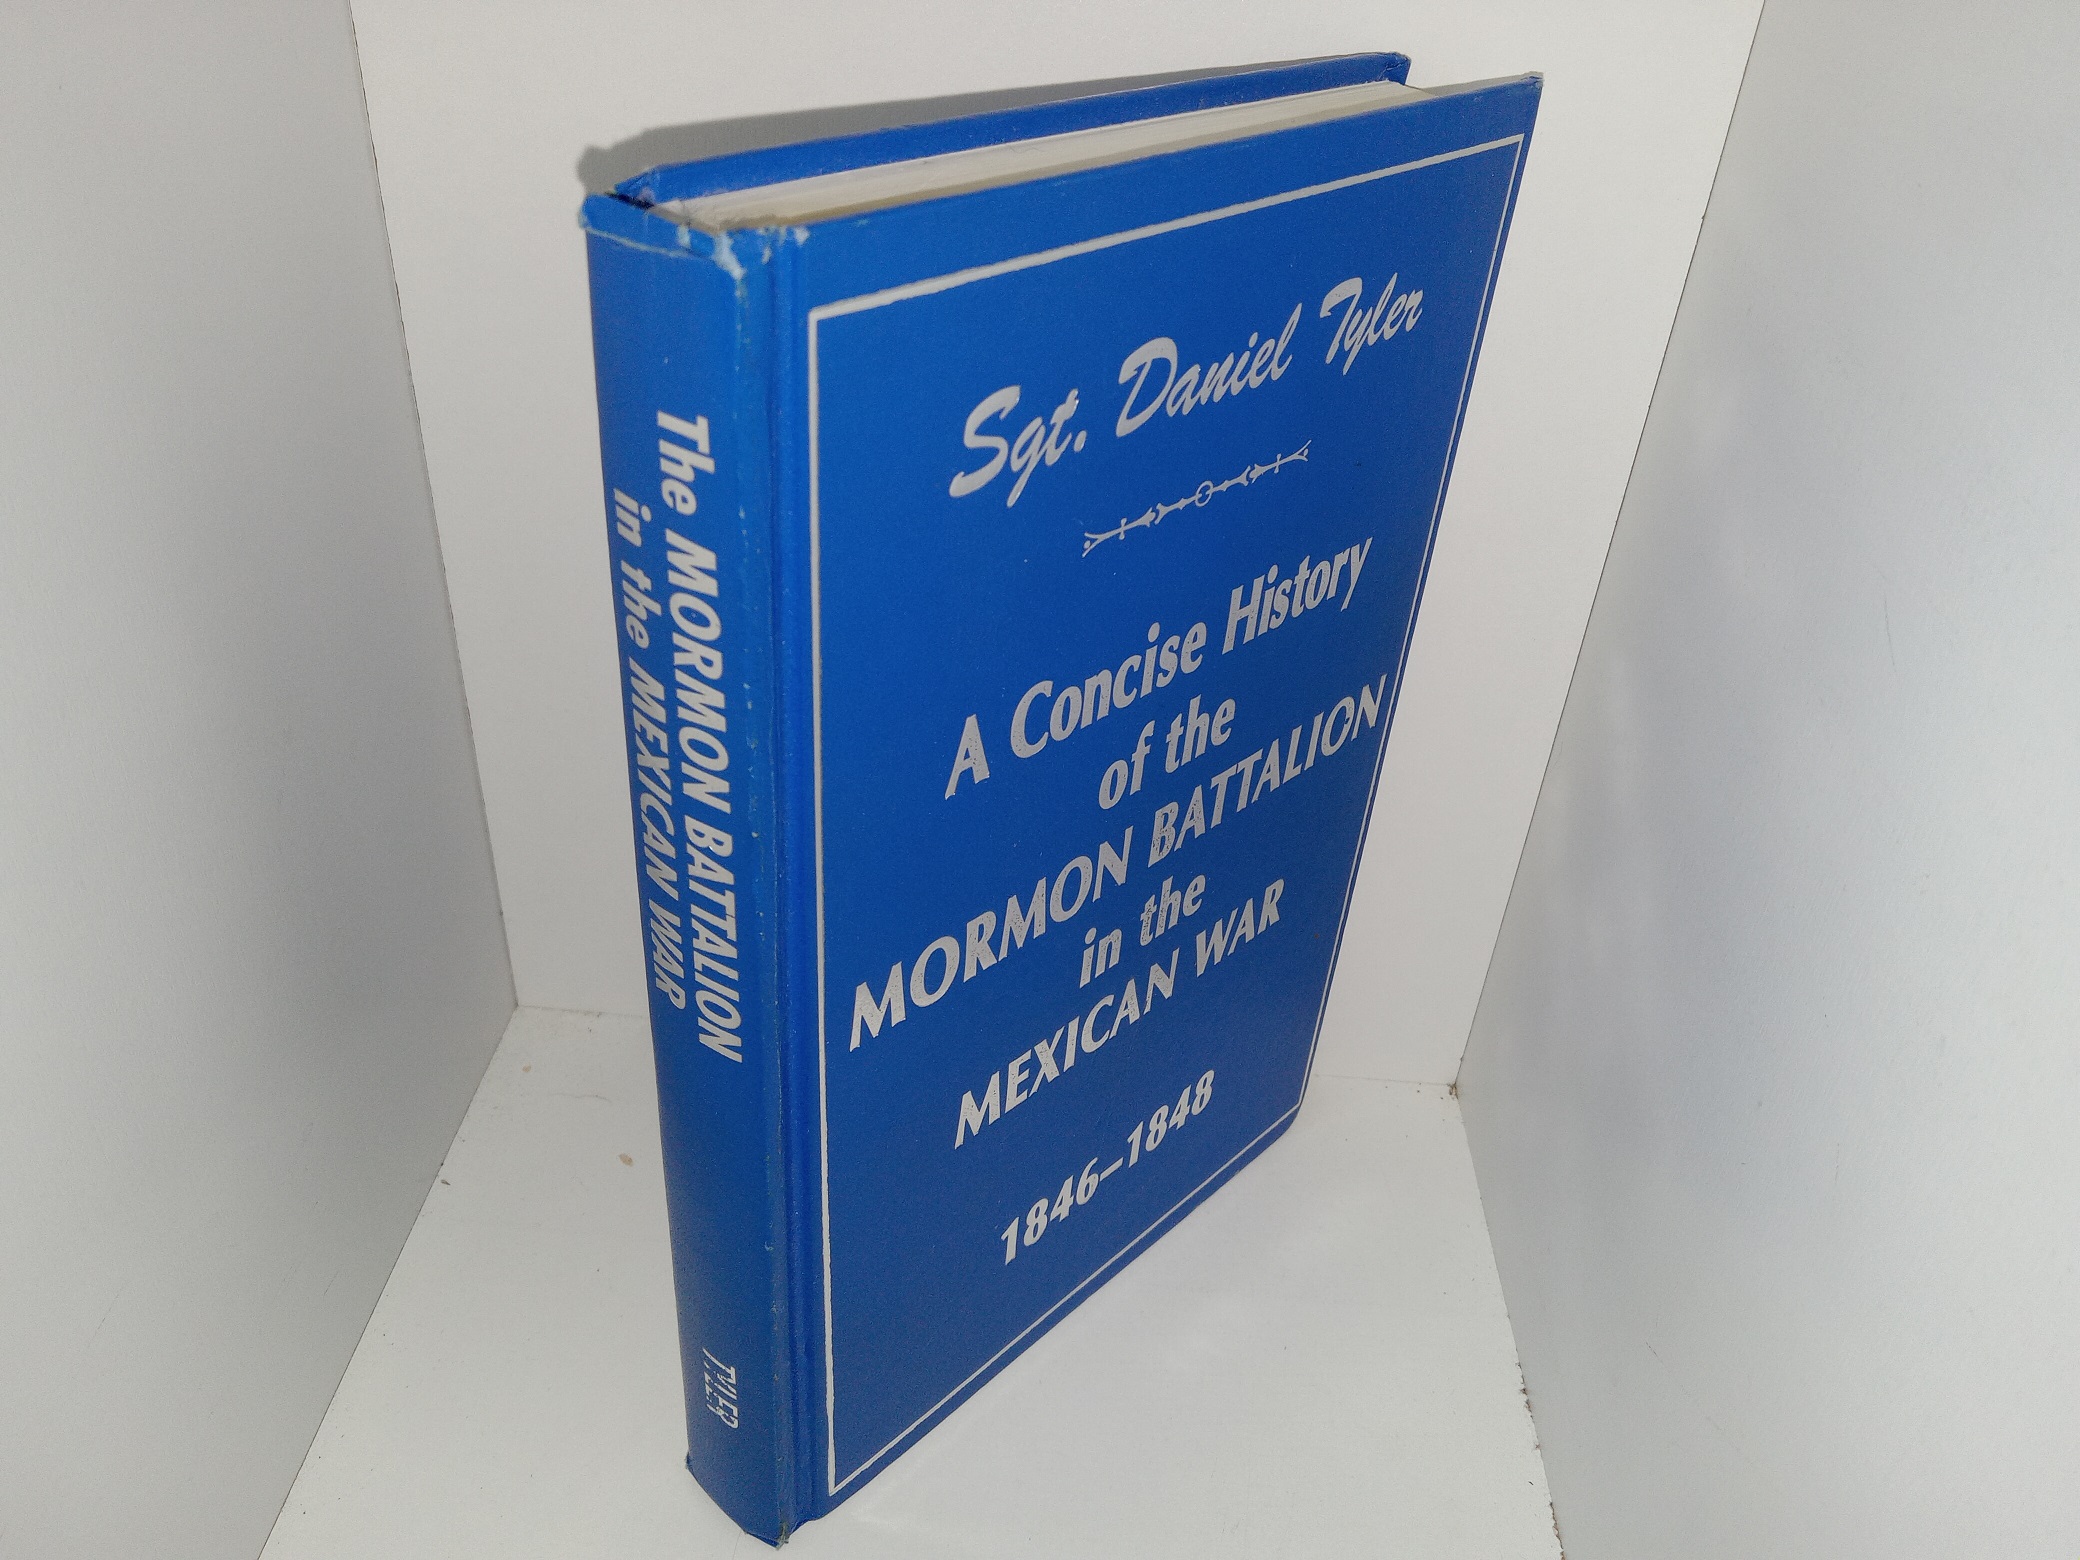 The MORMON BATTALION
in the MEXICAN WAR
TYLER
Sgt. Daniel Tyler
A Concise History
of the
MORMON BATTALION
in the
MEXICAN WAR
1846–1848